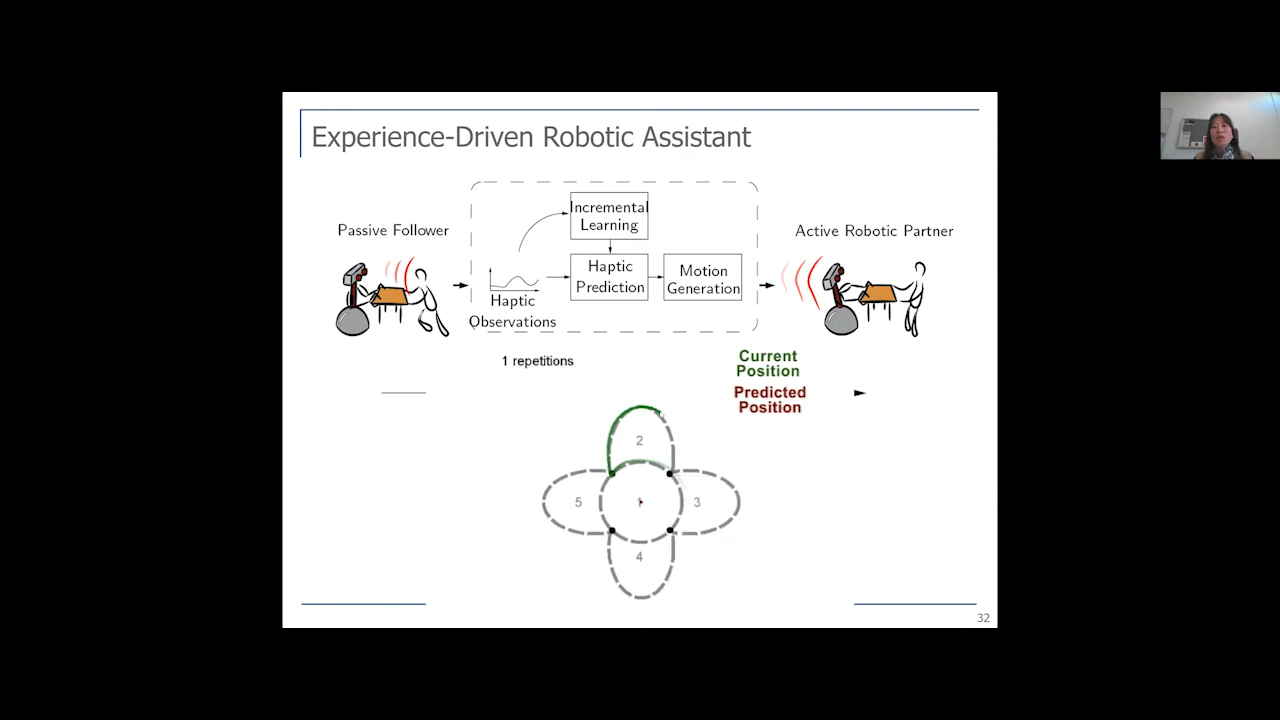 Experience-Driven Robotic Assistant
Passive Follower
Incremental
Learning
Haptic
Observations
Haptic
Prediction
Motion
Generation
Active Robotic Partner
1 repetitions
Current
Position
Predicted
Position
2
5
1
3
4
32